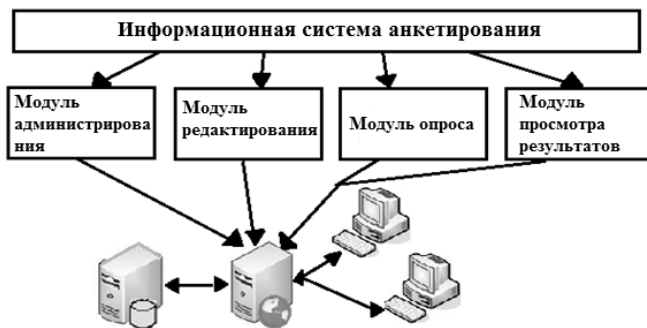 Информационная система анкетирования
Модуль
администрирова
ния
Модуль
редактирования
Модуль опроса
Модуль
просмотра
результатов